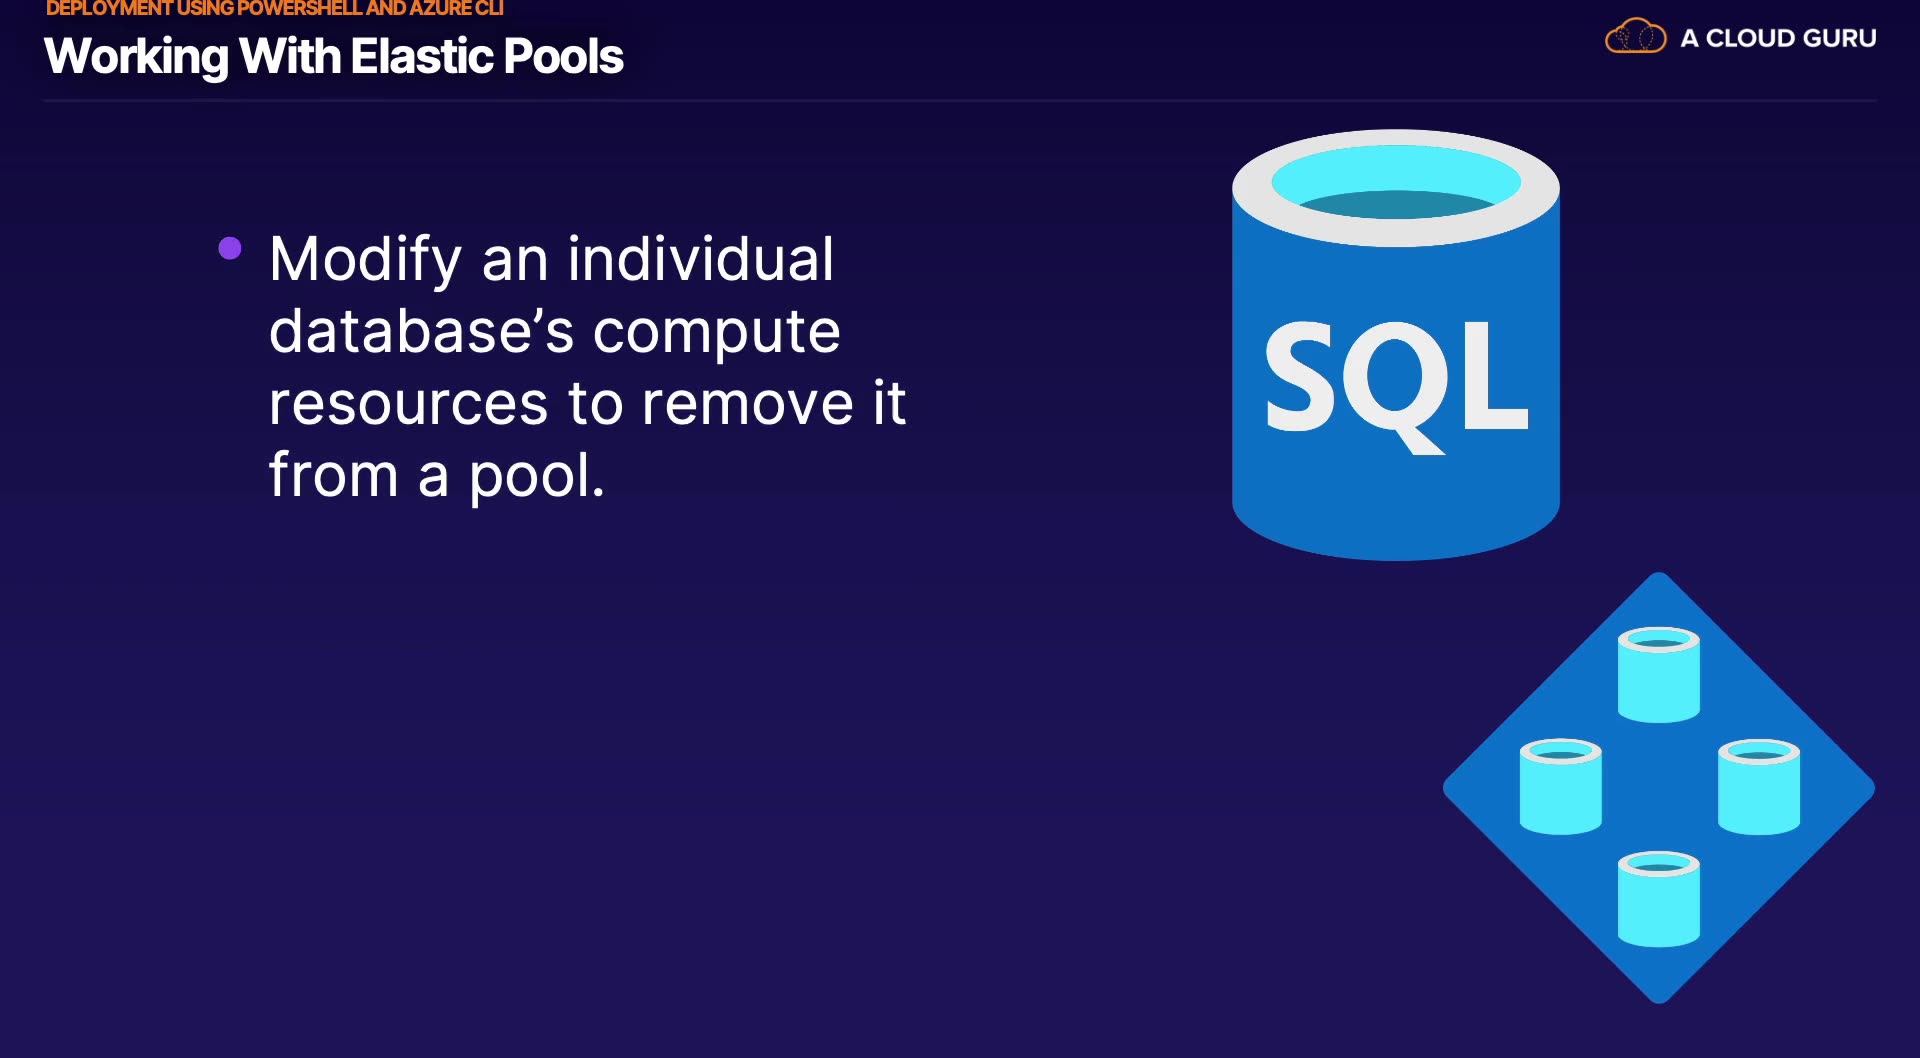 DEPLOYMENT USING POWERSHELL AND AZURE CLI
Working With Elastic Pools
A CLOUD GURU
Modify an individual
database’s compute
resources to remove it
from a pool.
SQL